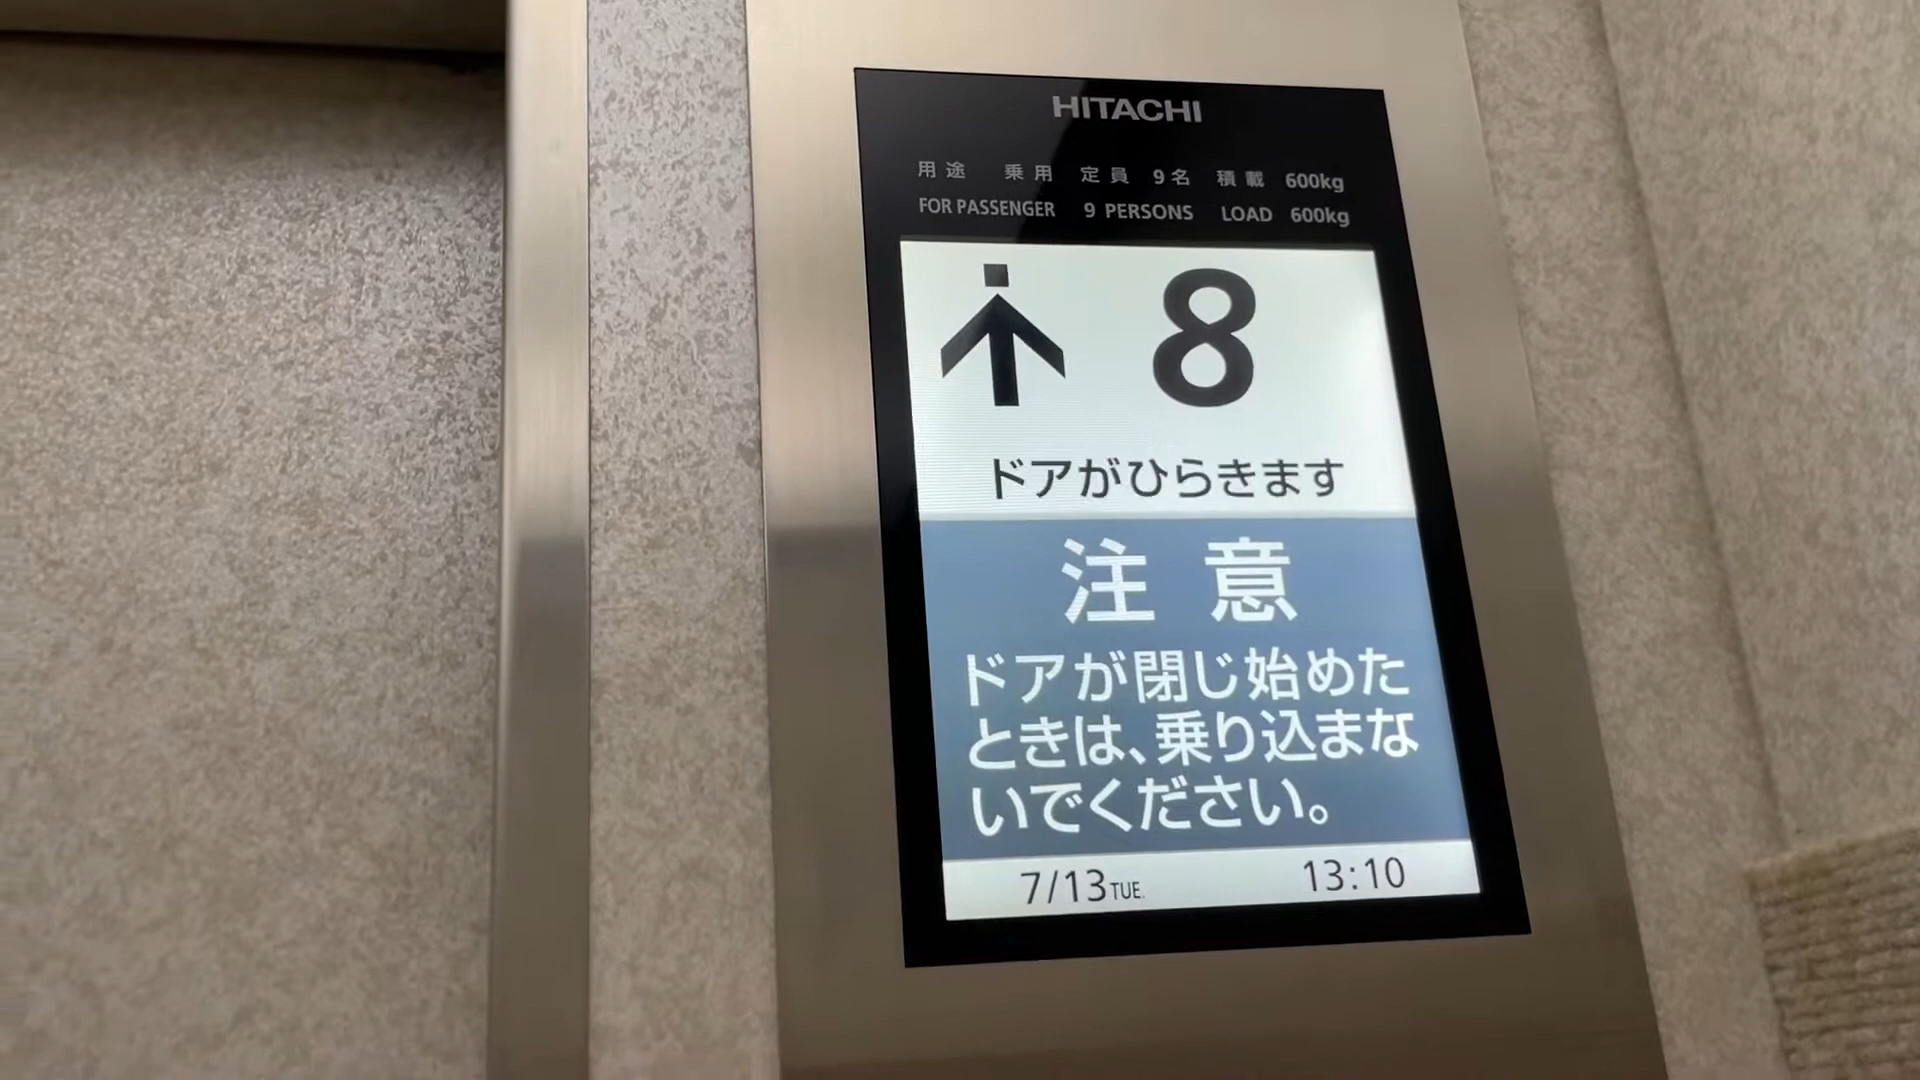 HITACHI
用途 乗用 定員 9名 積載 600kg
FOR PASSENGER 9 PERSONS LOAD 600kg
8
ドアがひらきます
注意
ドアが閉じ始めた
ときは、乗り込まな
いでください。
7/13 TUE. 13:10